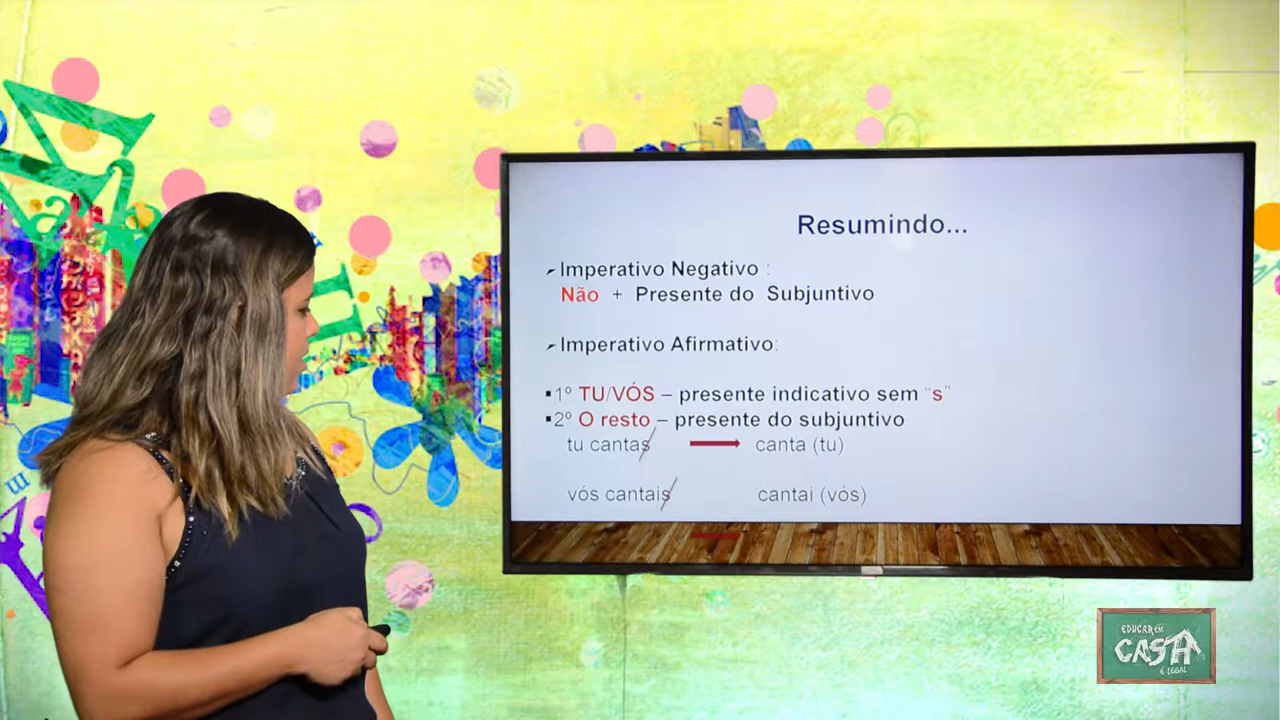 Resumindo...
Imperativo Negativo :
Não + Presente do Subjuntivo
Imperativo Afirmativo:
1º TU/VÓS – presente indicativo sem “s”
2º O resto – presente do subjuntivo
tu cantas canta (tu)
vós cantais cantai (vós)
EDUCAR EM
CASA
É LEGAL